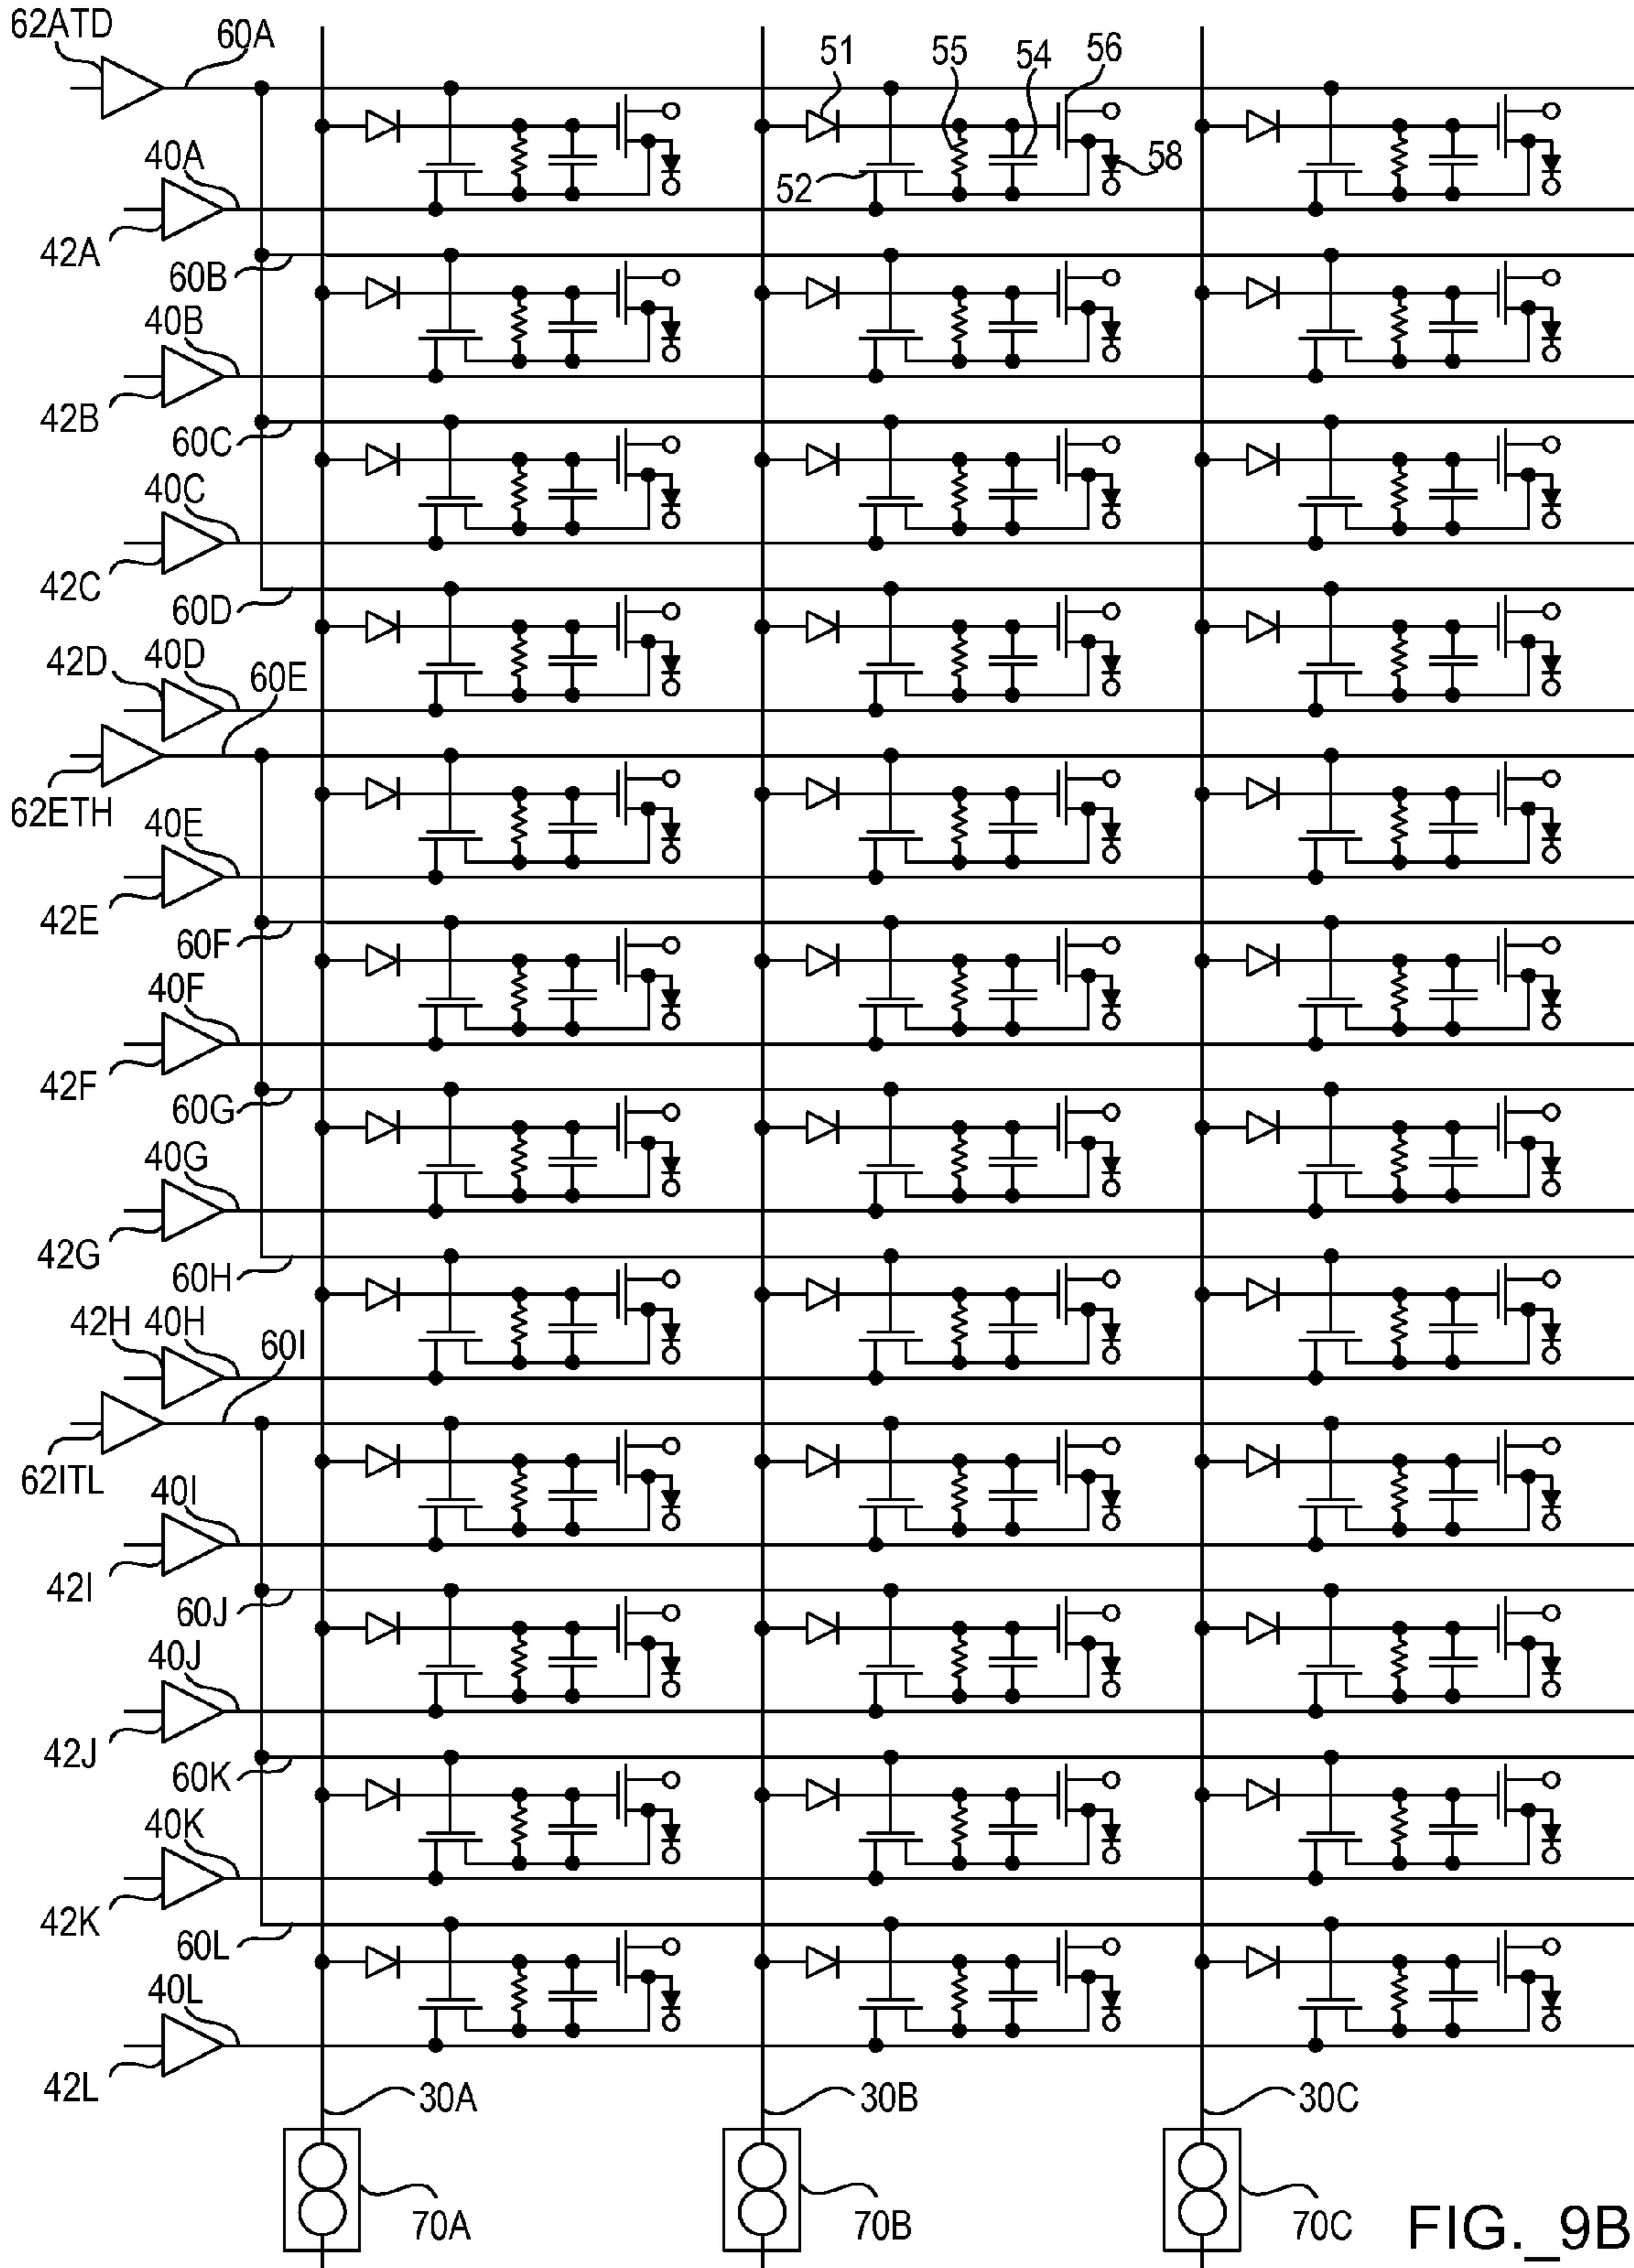 62ATD
60A
51
55
54
56
40A
52
58
42A
60B
40B
42B
60C
40C
42C
60D
42D 40D
60E
62ETH
40E
42E
60F
40F
42F
60G
40G
42G
60H
42H 40H
60I
62ITL
40I
42I
60J
40J
42J
60K
40K
42K
60L
40L
42L
30A 30B 30C
70A 70B 70C
FIG._9B